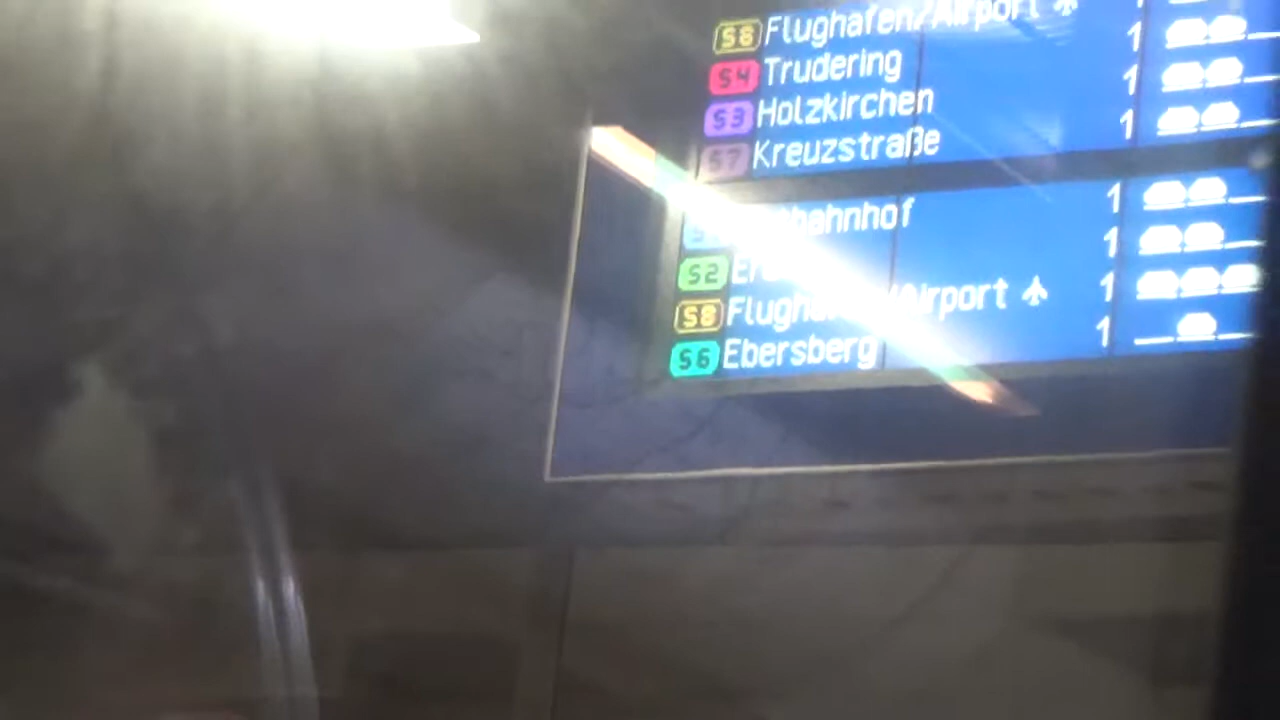 S8 Flughafen/Airport 1
S4 Trudering 1
S3 Holzkirchen 1
S7 Kreuzstraße 1
1
S2 1
S8 Airport 1
S6 Ebersberg 1